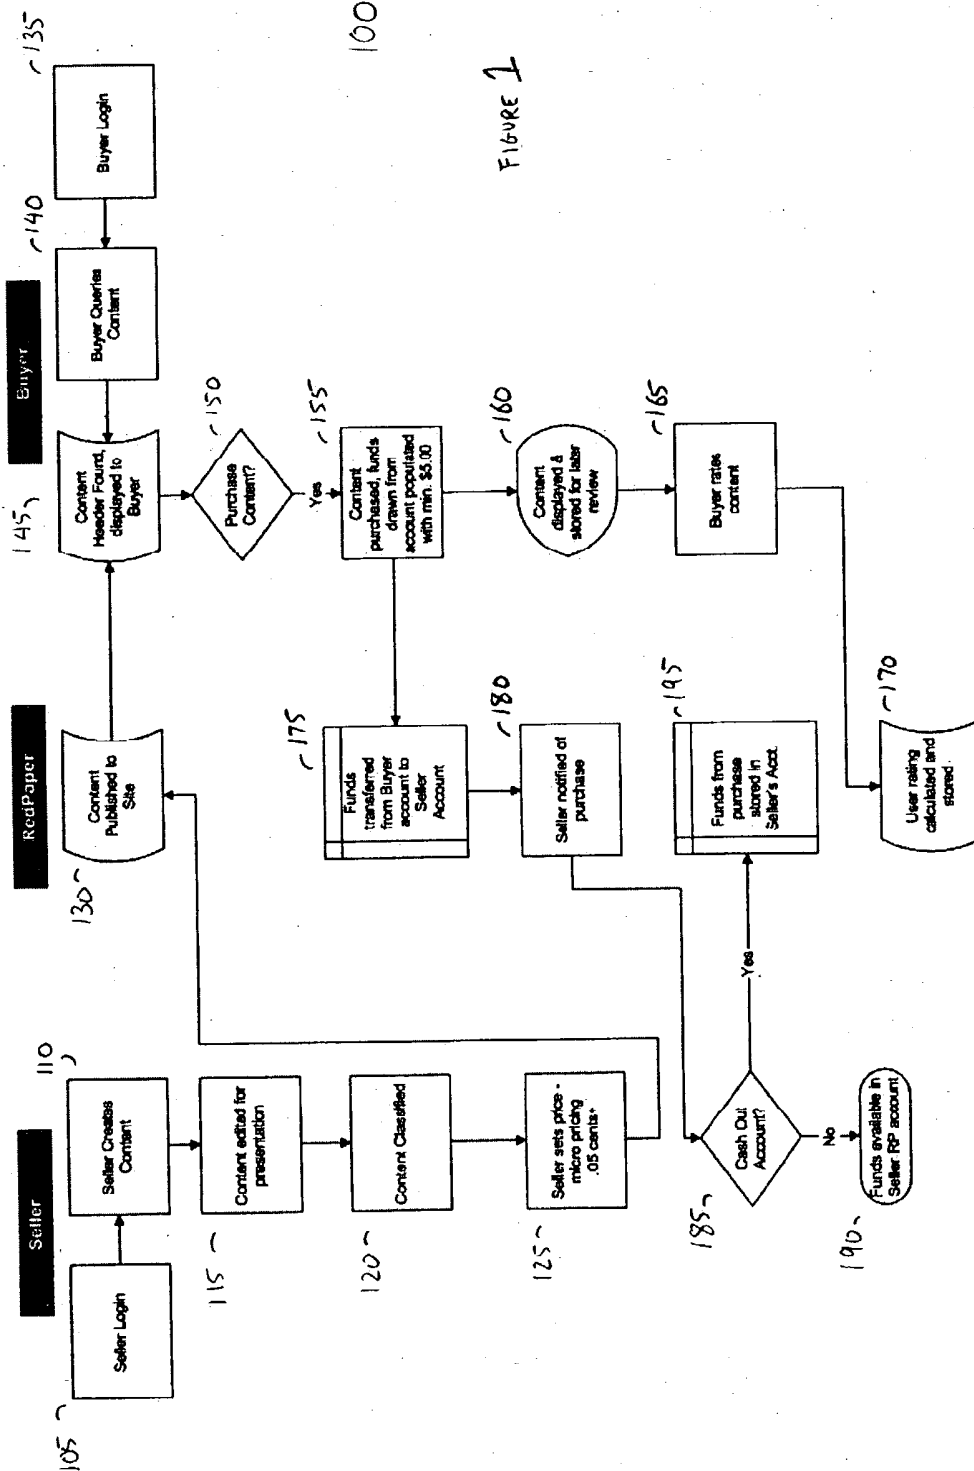 Seller
RedPaper
Buyer
105
Seller Login
110
Seller Creates
Content
115
Content edited for
presentation
120
Content Classified
125
Seller sets price -
micro pricing
.05 cents+
130
Content
Published to
Site
135
Buyer Login
140
Buyer Queries
Content
145
Content
Header Found,
displayed to
Buyer
150
Purchase
Content?
Yes
155
Content
purchased, funds
drawn from
account populated
with min. $5.00
160
Content
displayed &
stored for later
review
165
Buyer rates
content
170
User rating
calculated and
stored
175
Funds
transferred
from Buyer
account to
Seller
Account
180
Seller notified of
purchase
185
Cash Out
Account?
Yes
No
190
Funds available in
Seller RP account
195
Funds from
purchase
stored in
Seller's Acct.
100
FIGURE 1